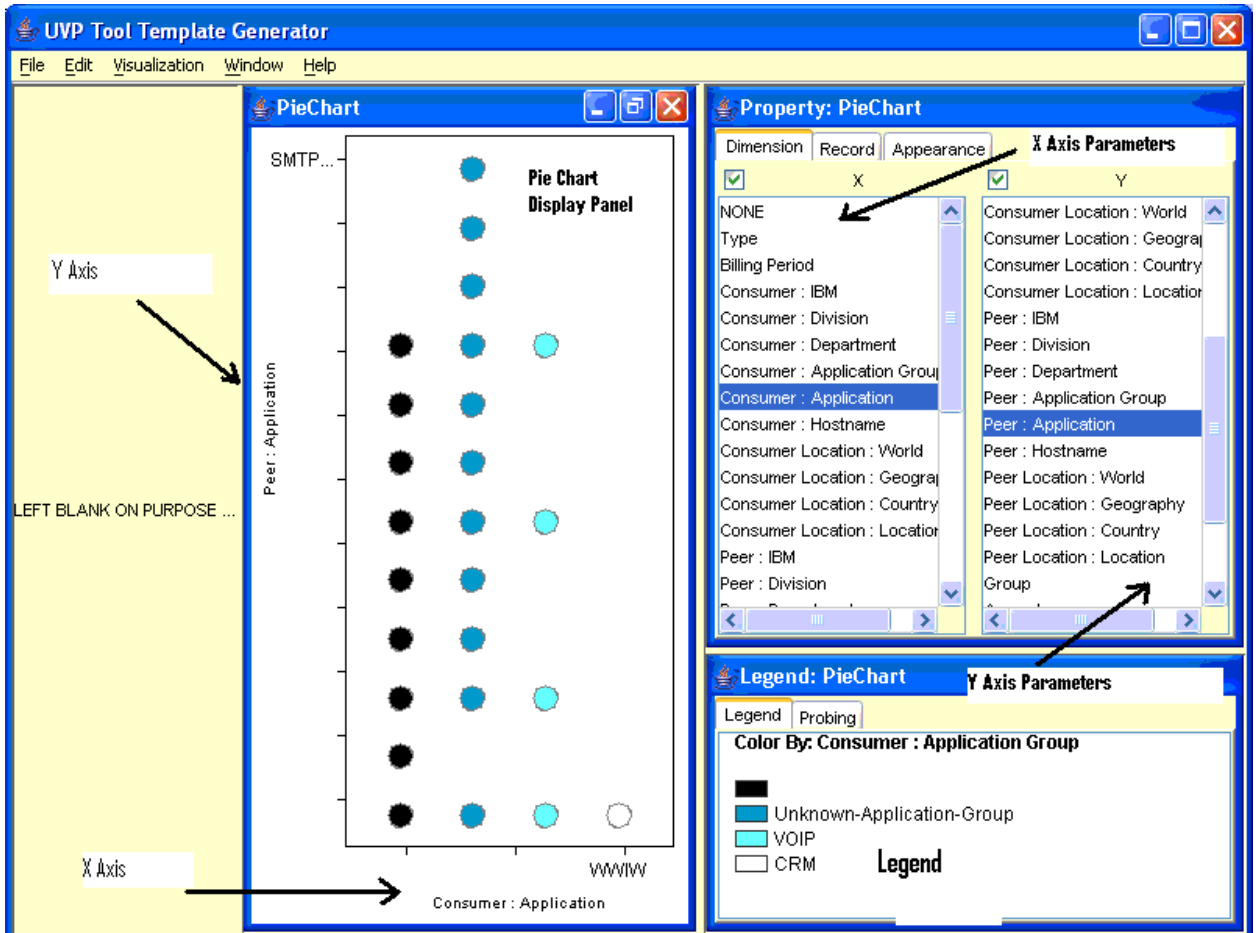 UVP Tool Template Generator
File Edit Visualization Window Help
PieChart
SMTP...
Pie Chart
Display Panel
Y Axis
Peer : Application
LEFT BLANK ON PURPOSE ...
X Axis
WWIW
Consumer : Application
Property: PieChart
Dimension Record Appearance
X Axis Parameters
X
Y
NONE
Type
Billing Period
Consumer : IBM
Consumer : Division
Consumer : Department
Consumer : Application Grou
Consumer : Application
Consumer : Hostname
Consumer Location : World
Consumer Location : Geogra
Consumer Location : Country
Consumer Location : Location
Peer : IBM
Peer : Division
Consumer Location : World
Consumer Location : Geogra
Consumer Location : Country
Consumer Location : Location
Peer : IBM
Peer : Division
Peer : Department
Peer : Application Group
Peer : Application
Peer : Hostname
Peer Location : World
Peer Location : Geography
Peer Location : Country
Peer Location : Location
Group
Y Axis Parameters
Legend: PieChart
Legend Probing
Color By: Consumer : Application Group
Unknown-Application-Group
VOIP
CRM
Legend